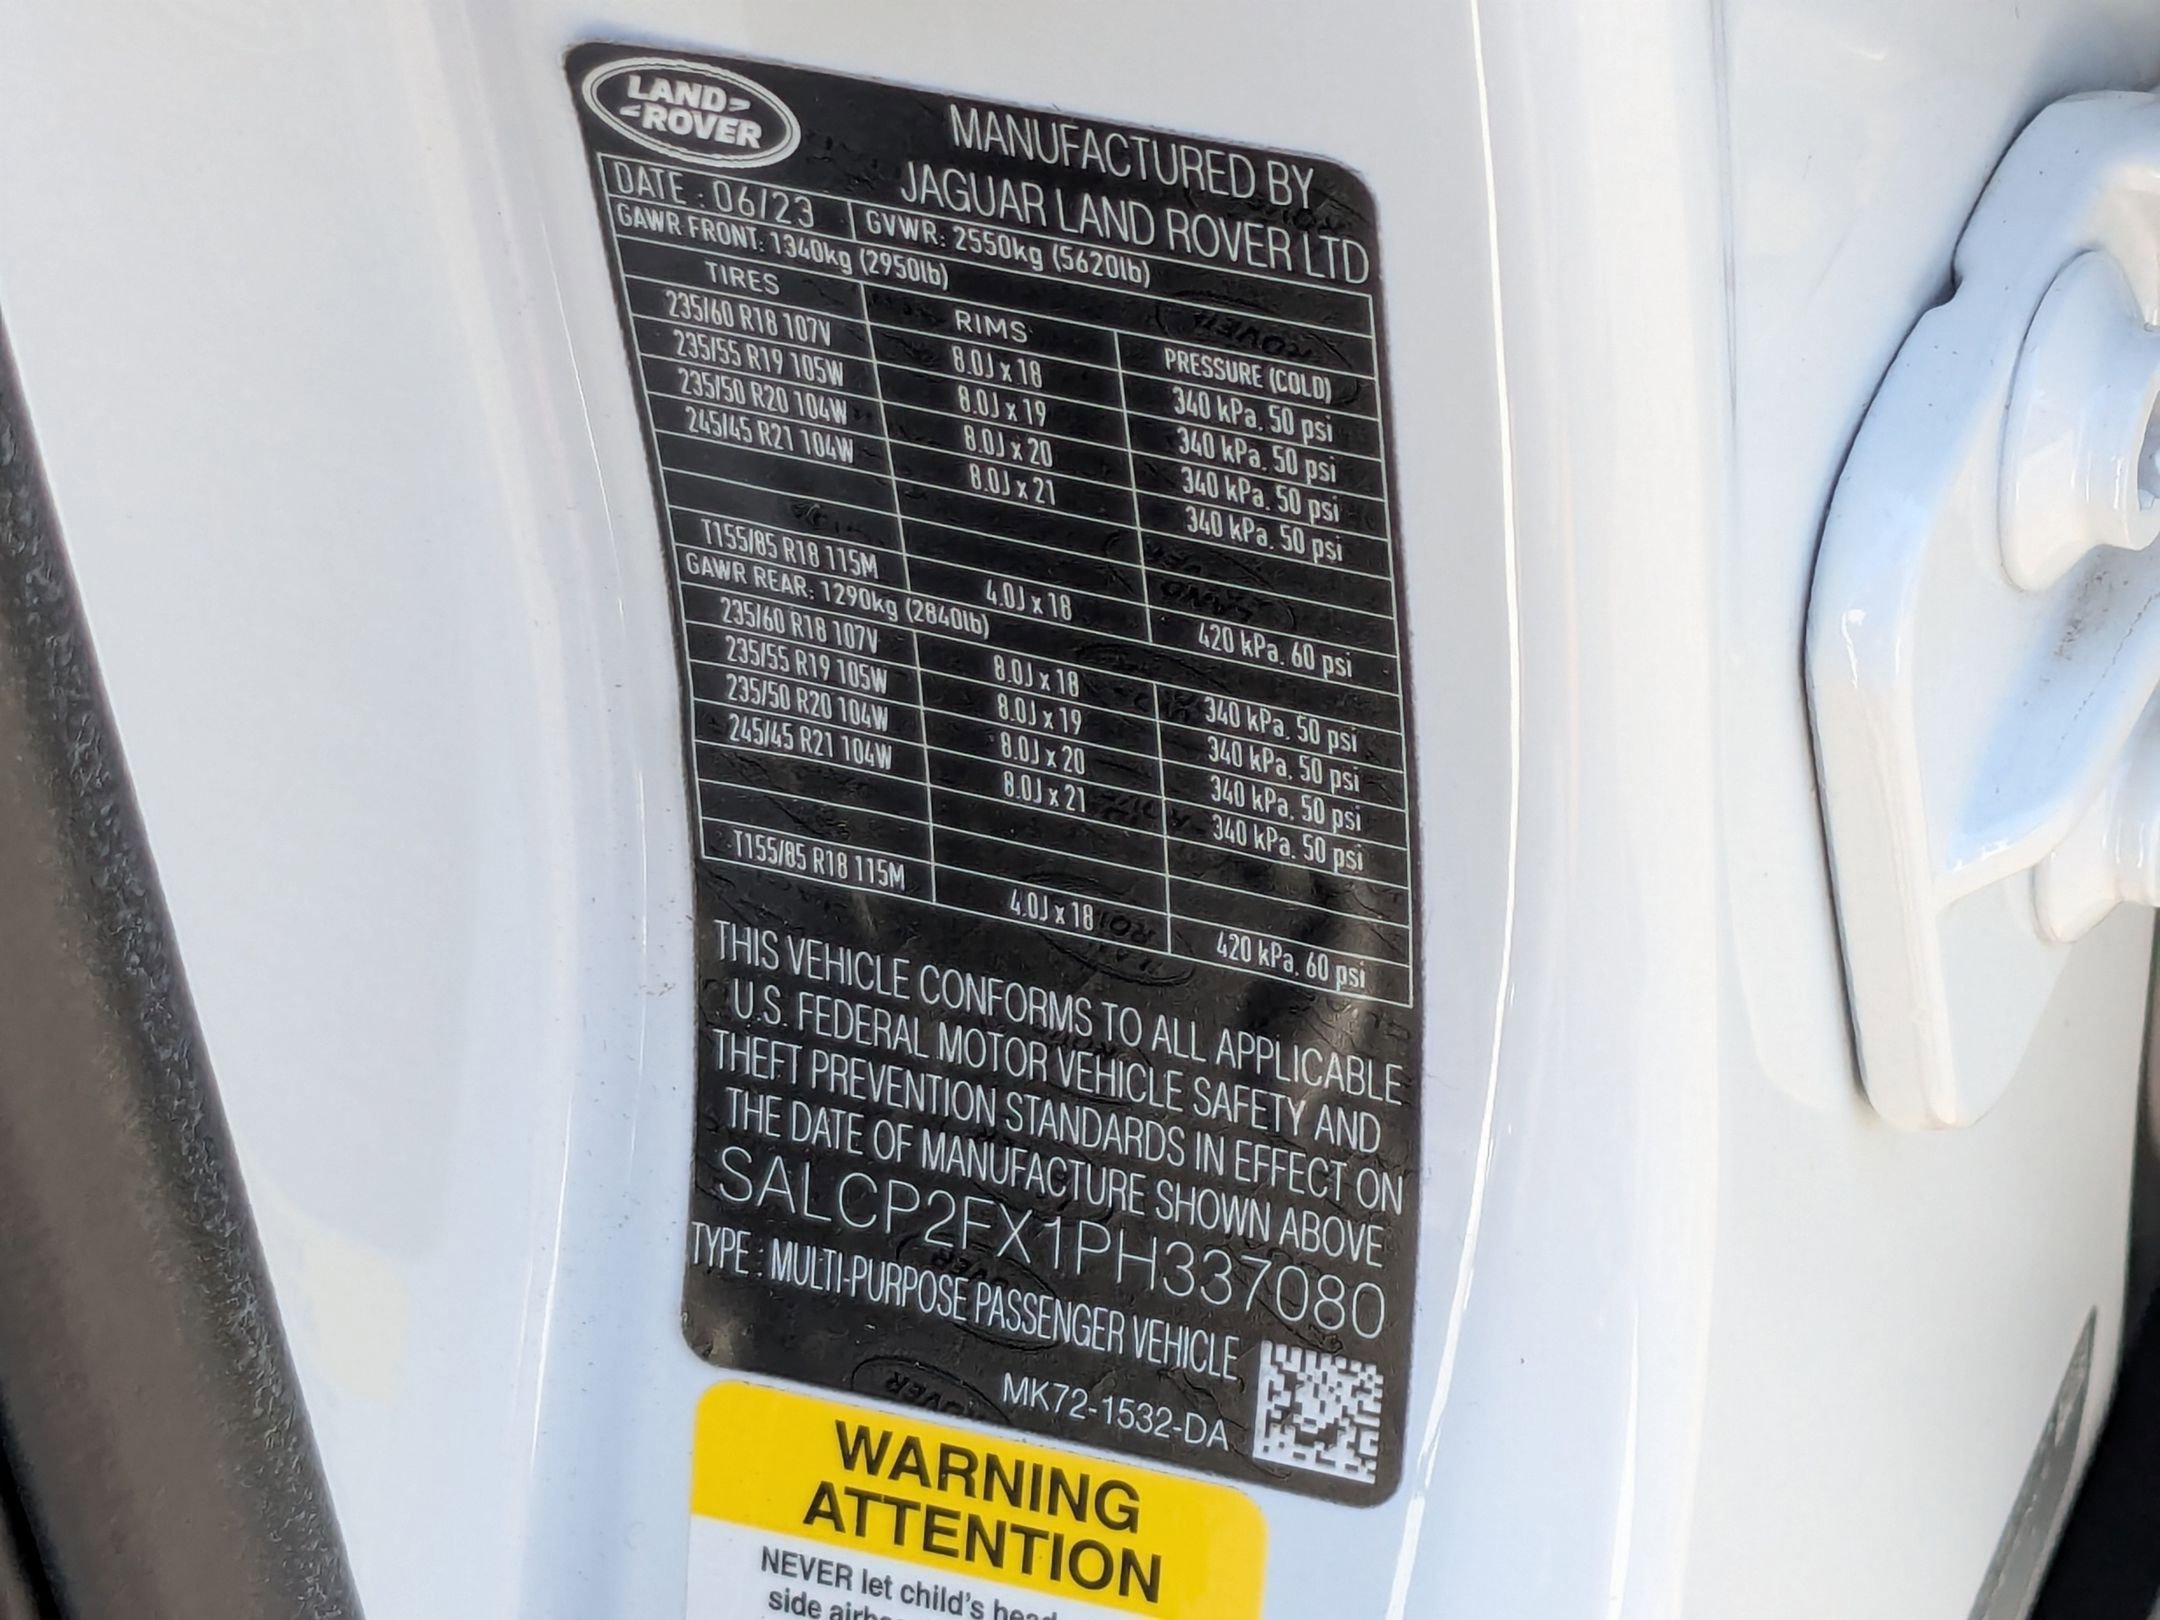 LAND ROVER
MANUFACTURED BY
JAGUAR LAND ROVER LTD
DATE : 06/23 GVWR: 2550kg (5620lb)
GAWR FRONT: 1340kg (2950lb)
TIRES RIMS PRESSURE (COLD)
235/60 R18 107V 8.0J x 18 340 kPa, 50 psi
235/55 R19 105W 8.0J x 19 340 kPa, 50 psi
235/50 R20 104W 8.0J x 20 340 kPa, 50 psi
245/45 R21 104W 8.0J x 21 340 kPa, 50 psi
T155/85 R18 115M 4.0J x 18 420 kPa, 60 psi
GAWR REAR: 1290kg (2840lb)
235/60 R18 107V 8.0J x 18 340 kPa, 50 psi
235/55 R19 105W 8.0J x 19 340 kPa, 50 psi
235/50 R20 104W 8.0J x 20 340 kPa, 50 psi
245/45 R21 104W 8.0J x 21 340 kPa, 50 psi
T155/85 R18 115M 4.0J x 18 420 kPa, 60 psi
THIS VEHICLE CONFORMS TO ALL APPLICABLE
U.S. FEDERAL MOTOR VEHICLE SAFETY AND
THEFT PREVENTION STANDARDS IN EFFECT ON
THE DATE OF MANUFACTURE SHOWN ABOVE
SALCP2FX1PH337080
TYPE : MULTI-PURPOSE PASSENGER VEHICLE
MK72-1532-DA
WARNING
ATTENTION
NEVER let child's head
side